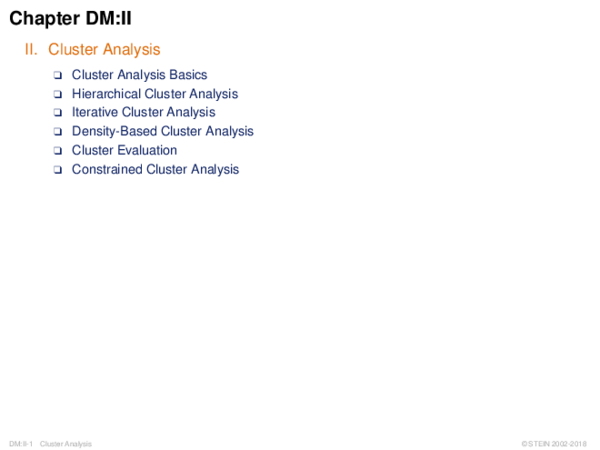 Chapter DM:II
II. Cluster Analysis
❑ Cluster Analysis Basics
❑ Hierarchical Cluster Analysis
❑ Iterative Cluster Analysis
❑ Density-Based Cluster Analysis
❑ Cluster Evaluation
❑ Constrained Cluster Analysis
DM:II-1 Cluster Analysis © STEIN 2002-2018